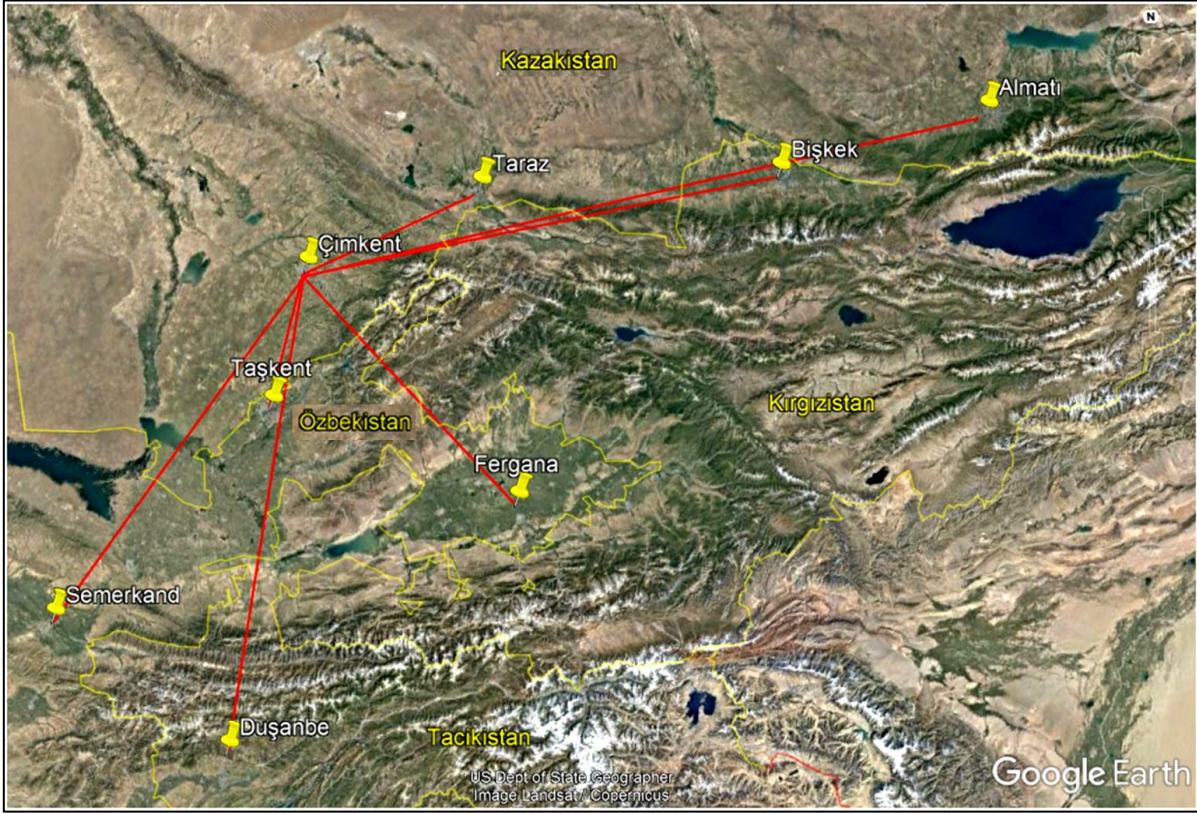 N
Kazakistan
Almatı
Bişkek
Taraz
Çimkent
Taşkent
Özbekistan
Kırgızistan
Fergana
Semerkand
Duşanbe
Tacikistan
US Dept of State Geographer
Image Landsat / Copernicus
Google Earth